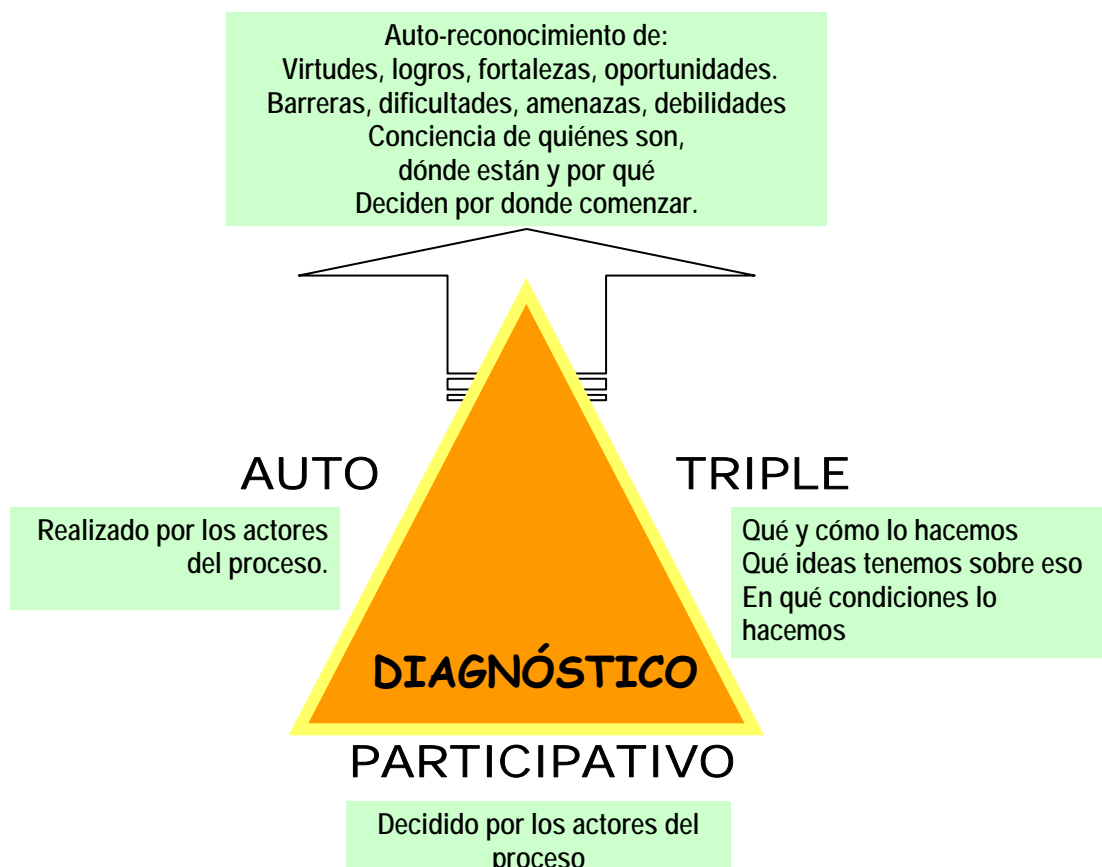 Auto-reconocimiento de:
Virtudes, logros, fortalezas, oportunidades.
Barreras, dificultades, amenazas, debilidades
Conciencia de quiénes son,
dónde están y por qué
Deciden por donde comenzar.
AUTO
Realizado por los actores
del proceso.
TRIPLE
Qué y cómo lo hacemos
Qué ideas tenemos sobre eso
En qué condiciones lo
hacemos
DIAGNÓSTICO
PARTICIPATIVO
Decidido por los actores del
proceso